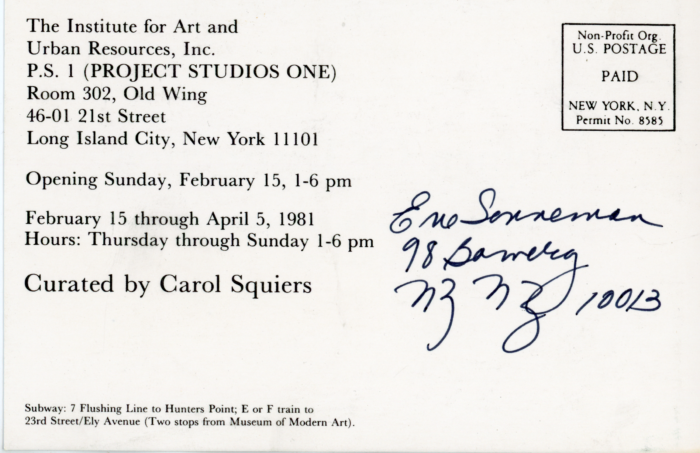 The Institute for Art and
Urban Resources, Inc.
P.S. 1 (PROJECT STUDIOS ONE)
Room 302, Old Wing
46-01 21st Street
Long Island City, New York 11101
Opening Sunday, February 15, 1-6 pm
February 15 through April 5, 1981
Hours: Thursday through Sunday 1-6 pm
Curated by Carol Squiers
Subway: 7 Flushing Line to Hunters Point; E or F train to
23rd Street/Ely Avenue (Two stops from Museum of Modern Art).
Non-Profit Org.
U.S. POSTAGE
PAID
NEW YORK, N.Y.
Permit No. 8585
Eve Sonneman
98 Bowery
NY NY 10013